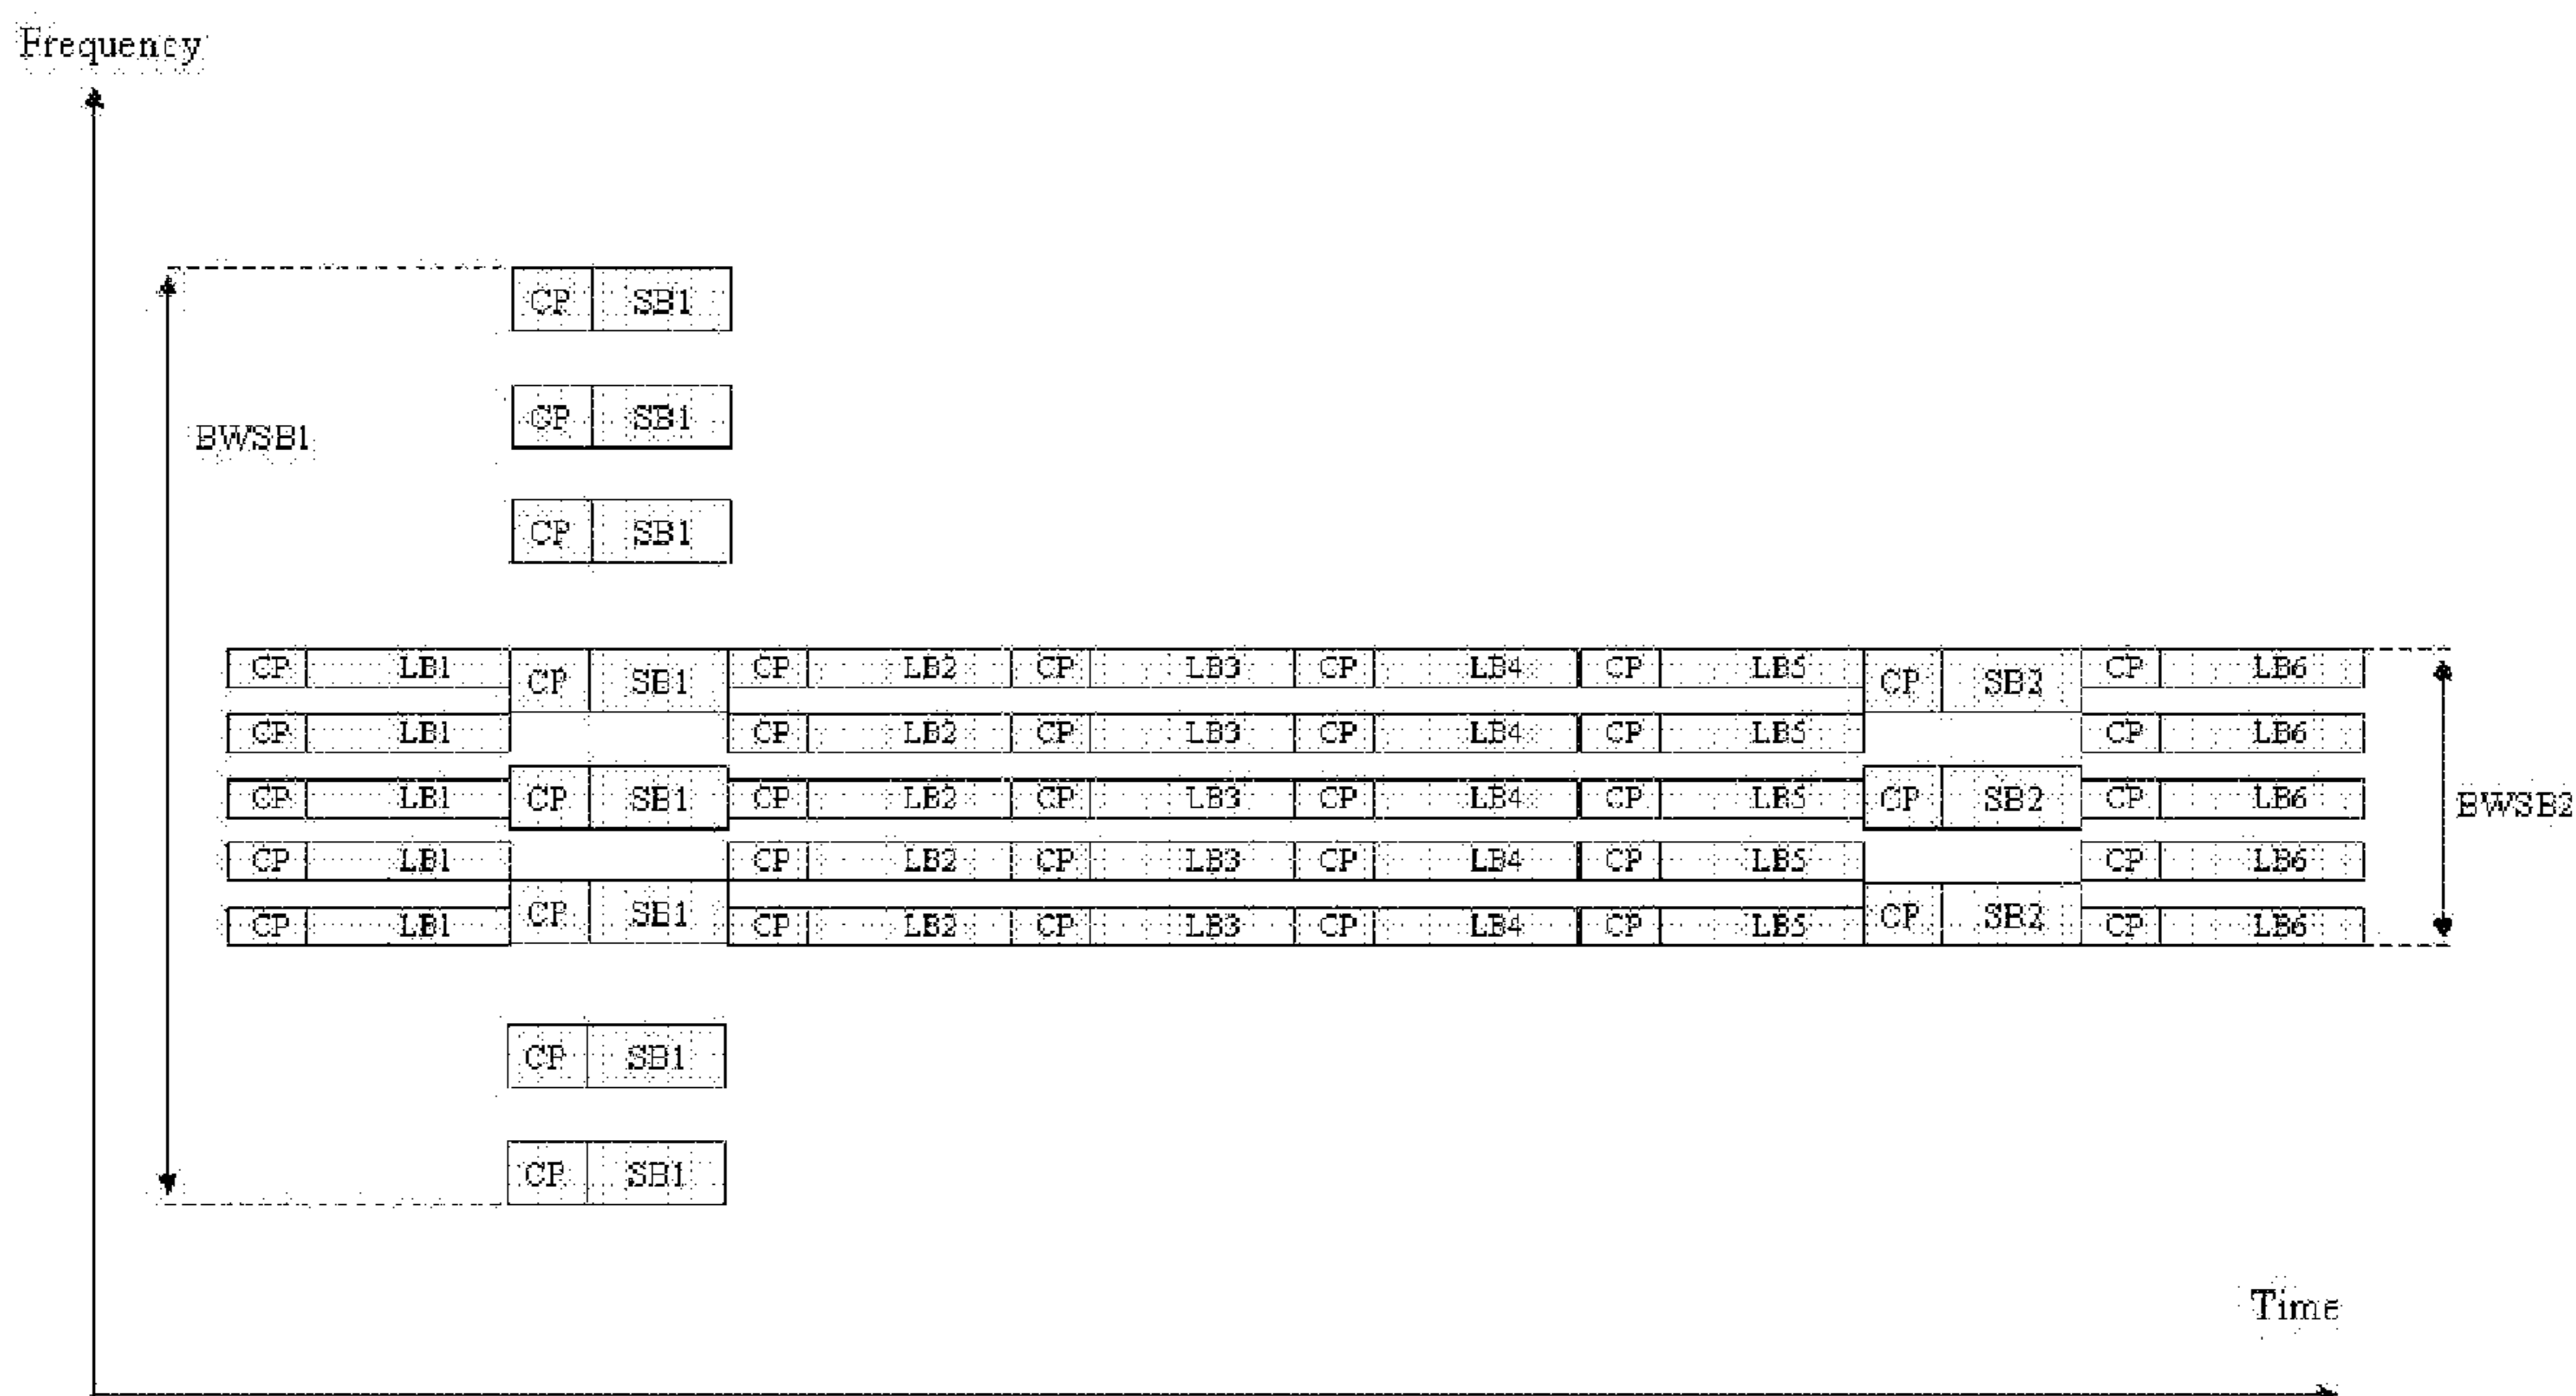 Frequency
CP SB1
CP SB1
BWSB1
CP SB1
CP LB1 CP SB1 CP LB2 CP LB3 CP LB4 CP LB5 CP SB2 CP LB6
CP LB1 CP LB2 CP LB3 CP LB4 CP LB5 CP LB6
CP LB1 CP SB1 CP LB2 CP LB3 CP LB4 CP LB5 CP SB2 CP LB6
BWSB2
CP LB1 CP LB2 CP LB3 CP LB4 CP LB5 CP LB6
CP LB1 CP SB1 CP LB2 CP LB3 CP LB4 CP LB5 CP SB2 CP LB6
CP SB1
CP SB1
Time